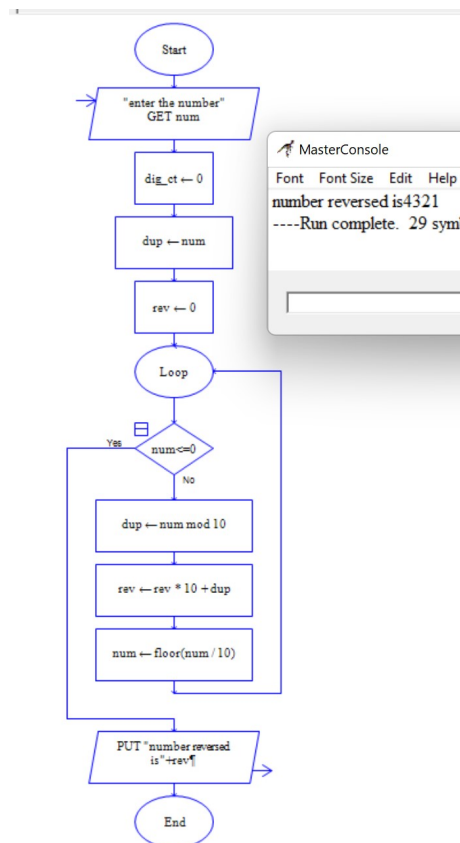 Start
"enter the number"
GET num
dig_ct ← 0
dup ← num
rev ← 0
Loop
Yes
num<=0
No
dup ← num mod 10
rev ← rev * 10 + dup
num ← floor(num / 10)
PUT "number reversed
is"+rev¶
End
MasterConsole
Font Font Size Edit Help
number reversed is4321
----Run complete. 29 symb